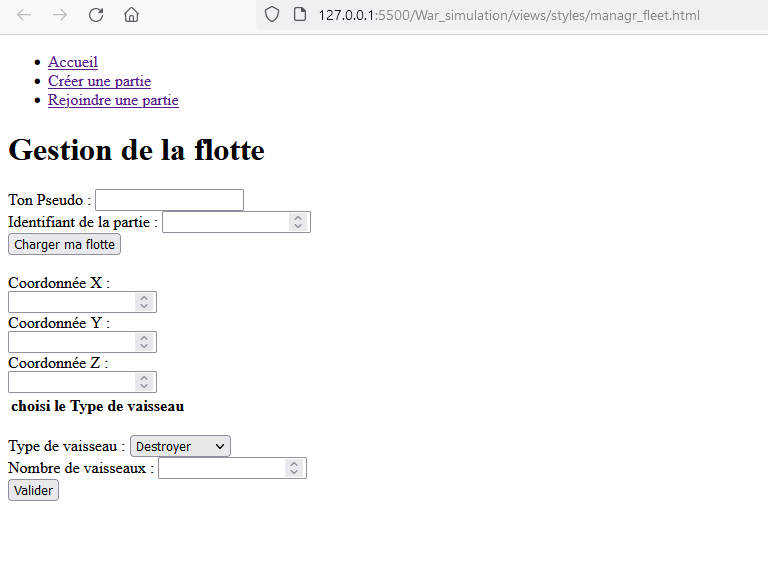 127.0.0.1:5500/War_simulation/views/styles/managr_fleet.html
Accueil
Créer une partie
Rejoindre une partie
Gestion de la flotte
Ton Pseudo :
Identifiant de la partie :
Charger ma flotte
Coordonnée X :
Coordonnée Y :
Coordonnée Z :
choisi le Type de vaisseau
Type de vaisseau : Destroyer
Nombre de vaisseaux :
Valider